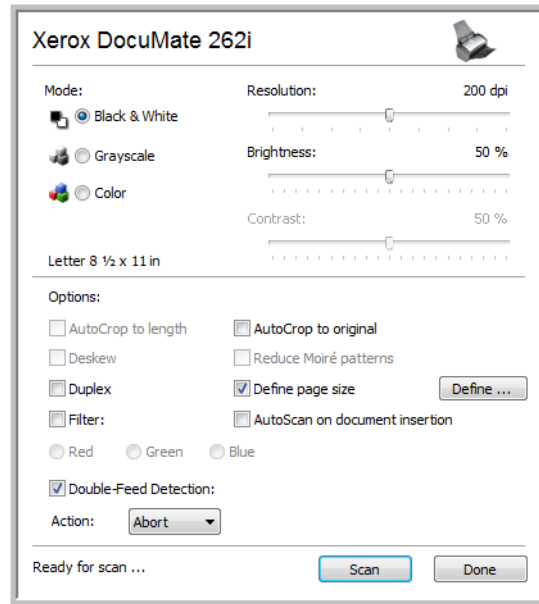 Xerox DocuMate 262i
Mode:
Resolution: 200 dpi
Black & White
Grayscale
Brightness: 50 %
Color
Contrast: 50 %
Letter 8 ½ x 11 in
Options:
AutoCrop to length AutoCrop to original
Deskew Reduce Moiré patterns
Duplex Define page size Define ...
Filter: AutoScan on document insertion
Red Green Blue
Double-Feed Detection:
Action: Abort
Ready for scan ... Scan Done